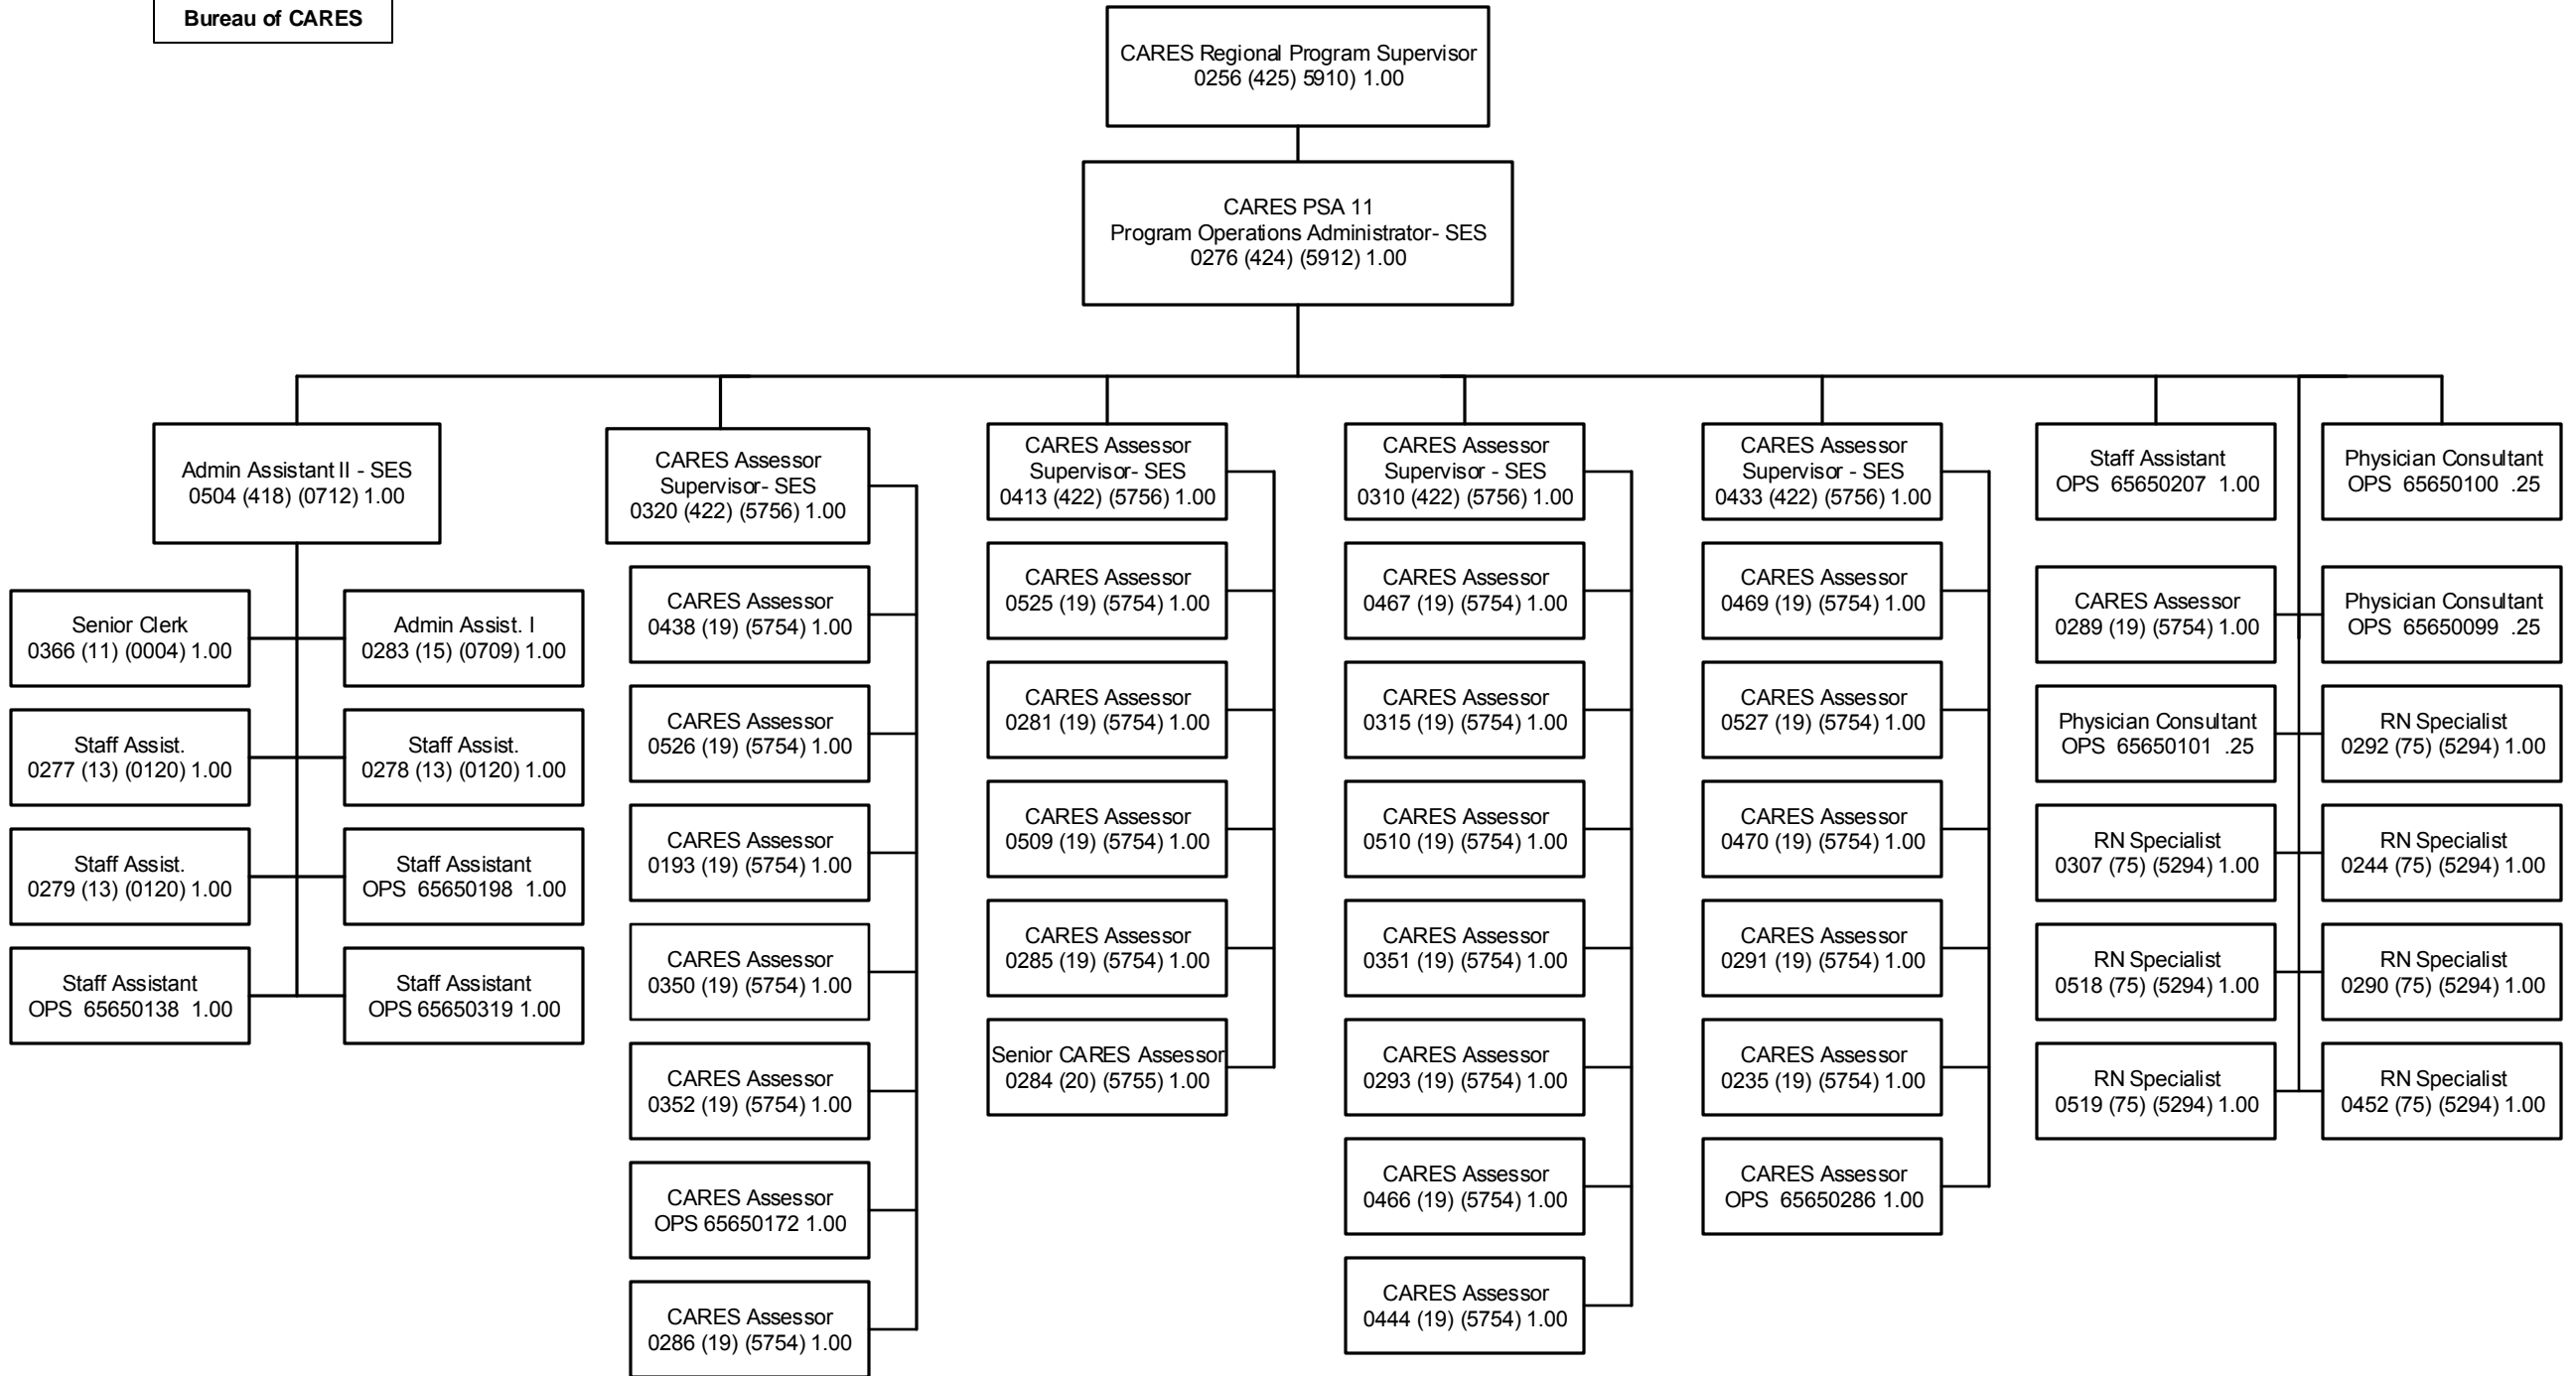 Bureau of CARES
CARES Regional Program Supervisor
0256 (425) 5910) 1.00
CARES PSA 11
Program Operations Administrator- SES
0276 (424) (5912) 1.00
Admin Assistant II - SES
0504 (418) (0712) 1.00
Senior Clerk
0366 (11) (0004) 1.00
Admin Assist. I
0283 (15) (0709) 1.00
Staff Assist.
0277 (13) (0120) 1.00
Staff Assist.
0278 (13) (0120) 1.00
Staff Assist.
0279 (13) (0120) 1.00
Staff Assistant
OPS 65650198 1.00
Staff Assistant
OPS 65650138 1.00
Staff Assistant
OPS 65650319 1.00
CARES Assessor
Supervisor- SES
0320 (422) (5756) 1.00
CARES Assessor
0438 (19) (5754) 1.00
CARES Assessor
0526 (19) (5754) 1.00
CARES Assessor
0193 (19) (5754) 1.00
CARES Assessor
0350 (19) (5754) 1.00
CARES Assessor
0352 (19) (5754) 1.00
CARES Assessor
OPS 65650172 1.00
CARES Assessor
0286 (19) (5754) 1.00
CARES Assessor
Supervisor- SES
0413 (422) (5756) 1.00
CARES Assessor
0525 (19) (5754) 1.00
CARES Assessor
0281 (19) (5754) 1.00
CARES Assessor
0509 (19) (5754) 1.00
CARES Assessor
0285 (19) (5754) 1.00
Senior CARES Assessor
0284 (20) (5755) 1.00
CARES Assessor
Supervisor - SES
0310 (422) (5756) 1.00
CARES Assessor
0467 (19) (5754) 1.00
CARES Assessor
0315 (19) (5754) 1.00
CARES Assessor
0510 (19) (5754) 1.00
CARES Assessor
0351 (19) (5754) 1.00
CARES Assessor
0293 (19) (5754) 1.00
CARES Assessor
0466 (19) (5754) 1.00
CARES Assessor
0444 (19) (5754) 1.00
CARES Assessor
Supervisor - SES
0433 (422) (5756) 1.00
CARES Assessor
0469 (19) (5754) 1.00
CARES Assessor
0527 (19) (5754) 1.00
CARES Assessor
0470 (19) (5754) 1.00
CARES Assessor
0291 (19) (5754) 1.00
CARES Assessor
0235 (19) (5754) 1.00
CARES Assessor
OPS 65650286 1.00
Staff Assistant
OPS 65650207 1.00
Physician Consultant
OPS 65650100 .25
CARES Assessor
0289 (19) (5754) 1.00
Physician Consultant
OPS 65650099 .25
Physician Consultant
OPS 65650101 .25
RN Specialist
0292 (75) (5294) 1.00
RN Specialist
0307 (75) (5294) 1.00
RN Specialist
0244 (75) (5294) 1.00
RN Specialist
0518 (75) (5294) 1.00
RN Specialist
0290 (75) (5294) 1.00
RN Specialist
0519 (75) (5294) 1.00
RN Specialist
0452 (75) (5294) 1.00